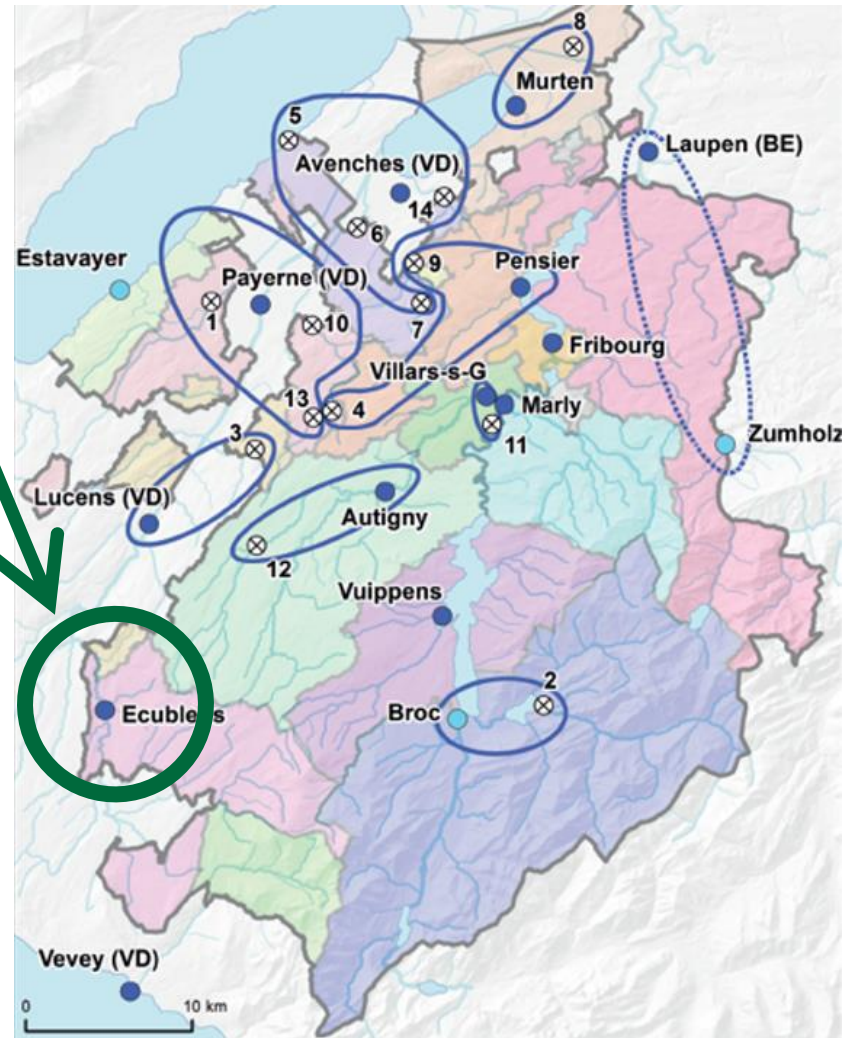 8
Murten
5
Laupen (BE)
Avenches (VD)
14
6
Estavayer
9
Pensier
Payerne (VD)
1
7
10
Fribourg
Villars-s-G
13
4
Marly
3
11
Zumholz
Lucens (VD)
Autigny
12
Vuippens
2
Ecublens
Broc
Vevey (VD)
0
10 km